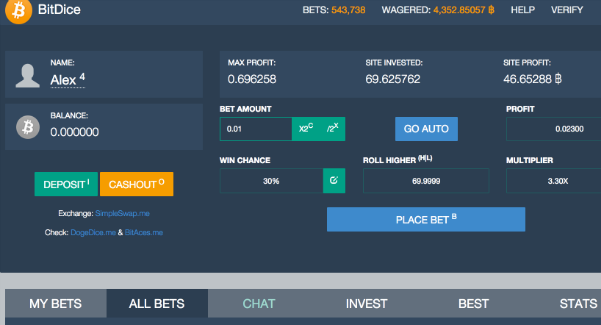 BitDice
BETS: 543,738 WAGERED: 4,352.85057 ฿ HELP VERIFY
NAME:
Alex 4
BALANCE:
0.000000
DEPOSIT I CASHOUT O
Exchange: SimpleSwap.me
Check: DogeDice.me & BitAces.me
MAX PROFIT: SITE INVESTED: SITE PROFIT:
0.696258 69.625762 46.65288 ฿
BET AMOUNT PROFIT
0.01 X2 C /2 X GO AUTO 0.02300
WIN CHANCE ROLL HIGHER (H|L) MULTIPLIER
30% 69.9999 3.30X
PLACE BET B
MY BETS ALL BETS CHAT INVEST BEST STATS